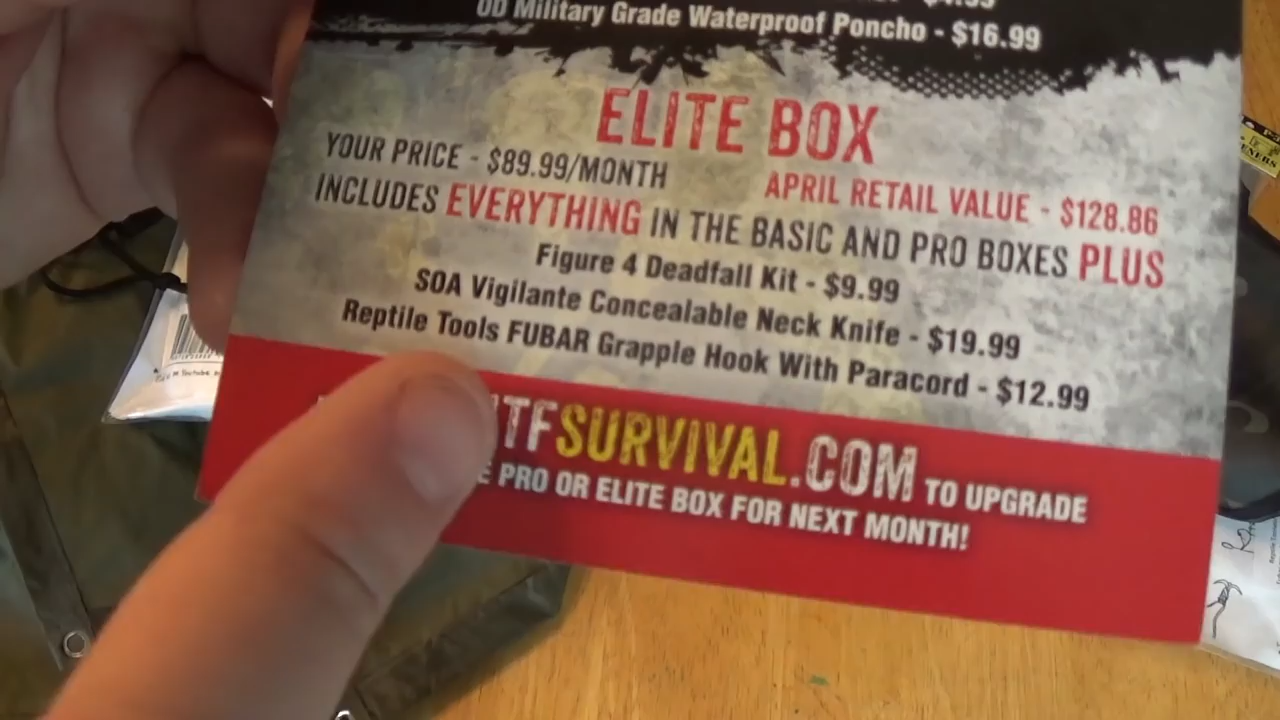 OD Military Grade Waterproof Poncho - $16.99
ELITE BOX
YOUR PRICE - $89.99/MONTH
APRIL RETAIL VALUE - $128.86
INCLUDES EVERYTHING IN THE BASIC AND PRO BOXES PLUS
Figure 4 Deadfall Kit - $9.99
SOA Vigilante Concealable Neck Knife - $19.99
Reptile Tools FUBAR Grapple Hook With Paracord - $12.99
TFSURVIVAL.COM TO UPGRADE
PRO OR ELITE BOX FOR NEXT MONTH!